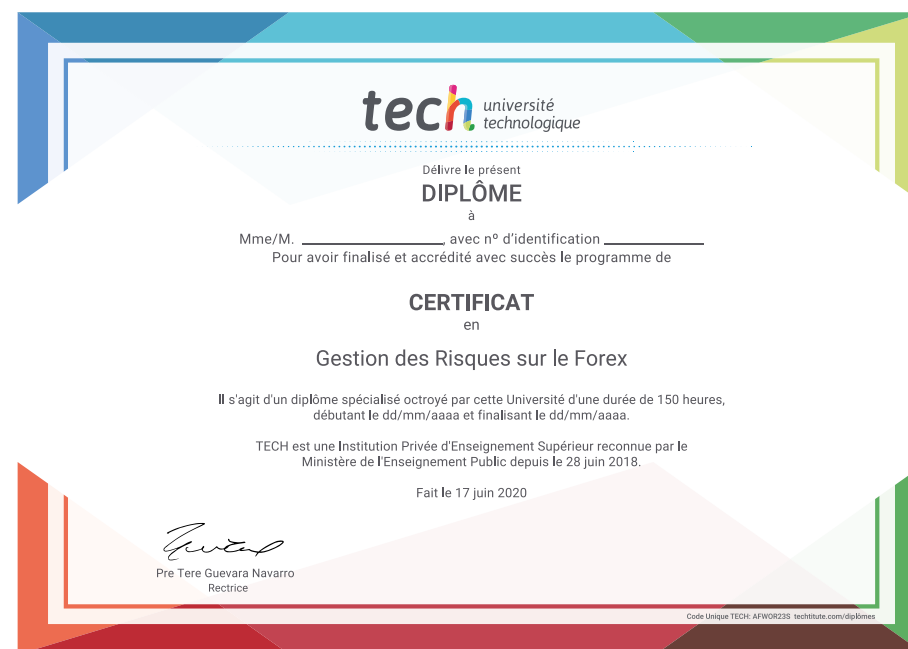 tech université
technologique
Délivre le présent
DIPLÔME
à
Mme/M. ____________________, avec nº d'identification ______________
Pour avoir finalisé et accrédité avec succès le programme de
CERTIFICAT
en
Gestion des Risques sur le Forex
Il s'agit d'un diplôme spécialisé octroyé par cette Université d'une durée de 150 heures,
débutant le dd/mm/aaaa et finalisant le dd/mm/aaaa.
TECH est une Institution Privée d'Enseignement Supérieur reconnue par le
Ministère de l'Enseignement Public depuis le 28 juin 2018.
Fait le 17 juin 2020
Pre Tere Guevara Navarro
Rectrice
Code Unique TECH: AFWOR23S techtitute.com/diplômes